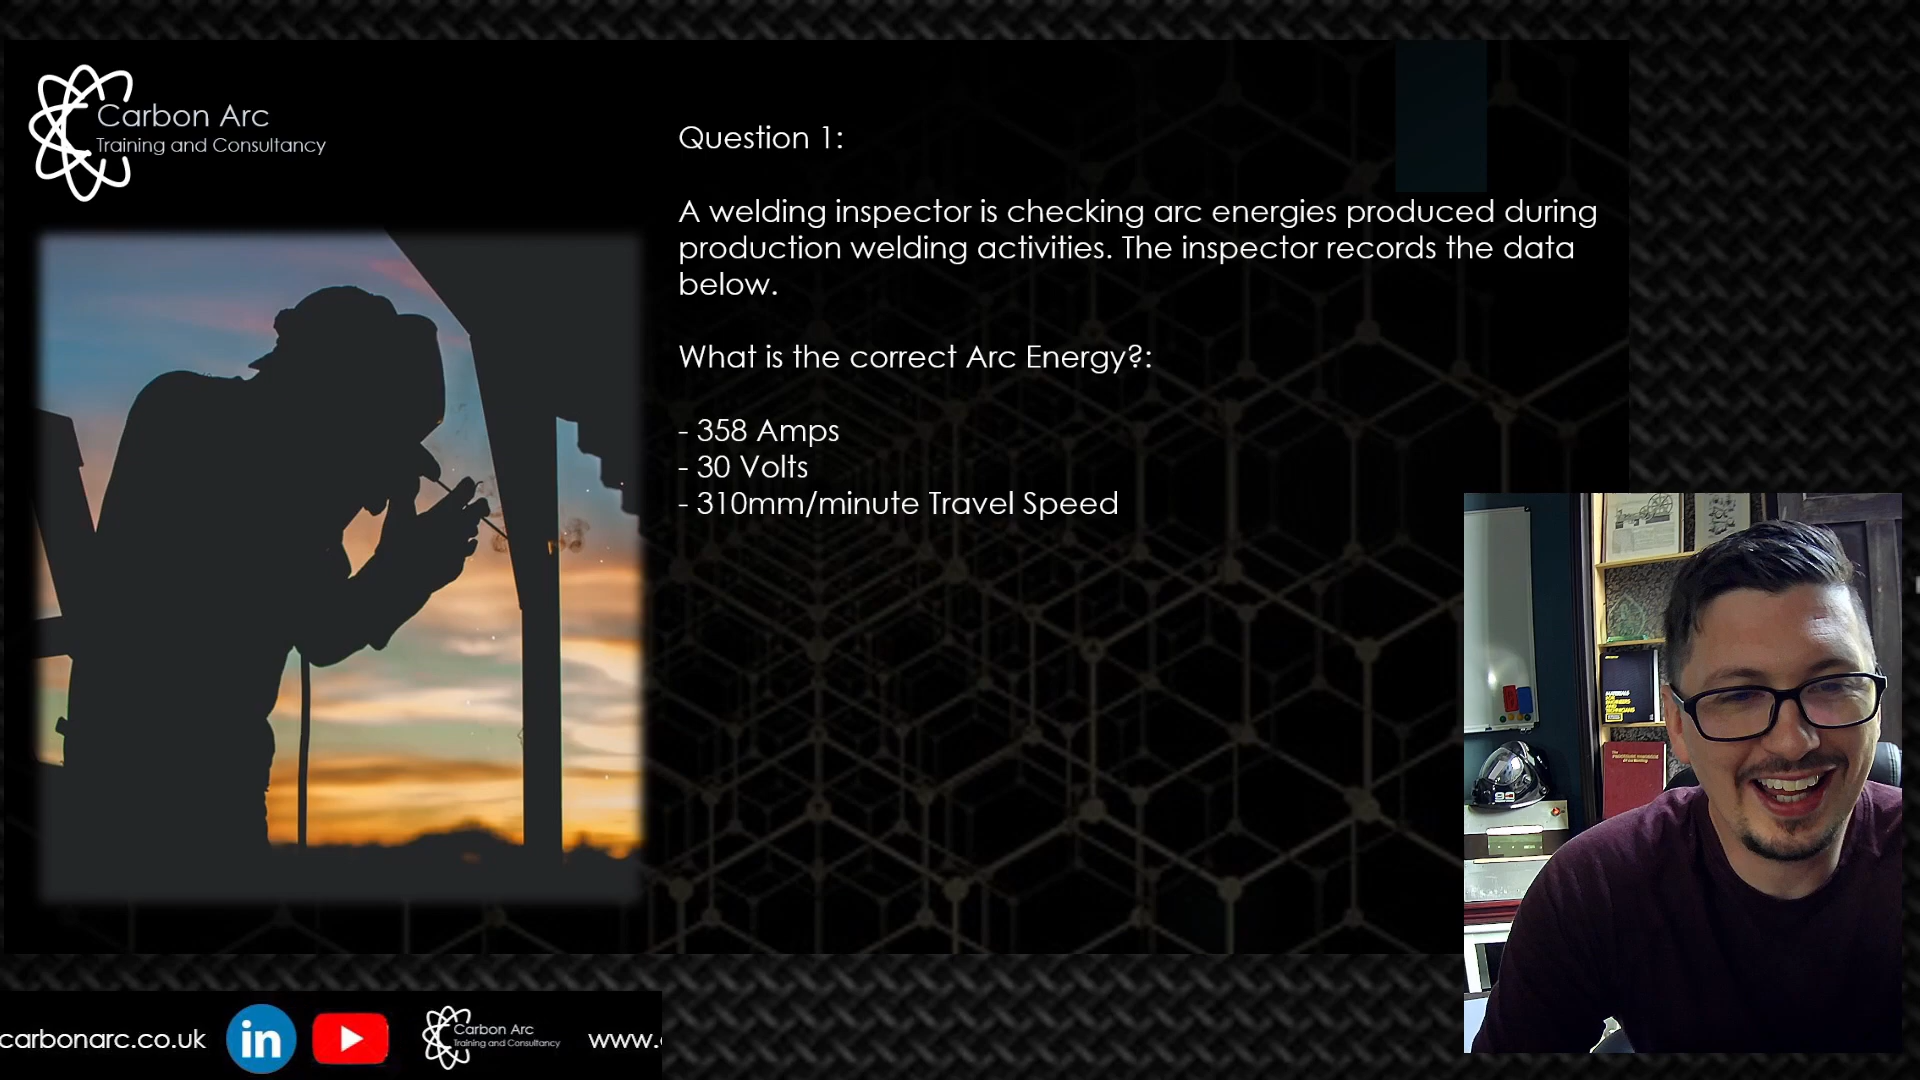 Carbon Arc
Training and Consultancy
Question 1:
A welding inspector is checking arc energies produced during
production welding activities. The inspector records the data
below.
What is the correct Arc Energy?:
- 358 Amps
- 30 Volts
- 310mm/minute Travel Speed
carbonarc.co.uk
in
Carbon Arc
Training and Consultancy
www.